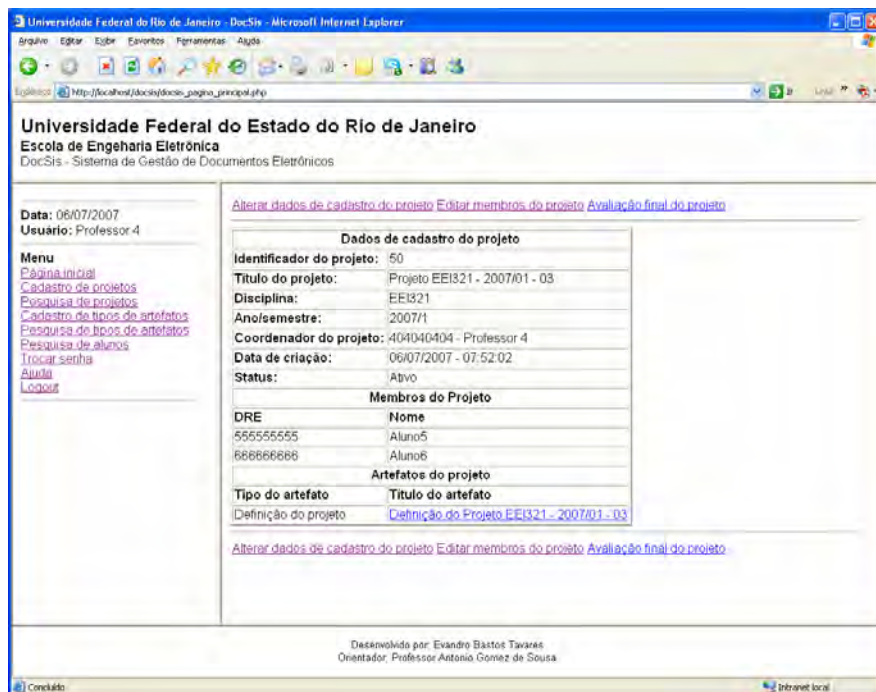 Universidade Federal do Rio de Janeiro - DocSis - Microsoft Internet Explorer
Arquivo Editar Exibir Favoritos Ferramentas Ajuda
Endereço http://localhost/docsis/docsis_pagina_principal.php Links
Universidade Federal do Estado do Rio de Janeiro
Escola de Engeharia Eletrônica
DocSis - Sistema de Gestão de Documentos Eletrônicos
Data: 06/07/2007
Usuário: Professor 4
Menu
Página inicial
Cadastro de projetos
Pesquisa de projetos
Cadastro de tipos de artefatos
Pesquisa de tipos de artefatos
Pesquisa de alunos
Trocar senha
Ajuda
Logout
Alterar dados de cadastro do projeto Editar membros do projeto Avaliação final do projeto
Dados de cadastro do projeto
Identificador do projeto: 50
Título do projeto: Projeto EEI321 - 2007/01 - 03
Disciplina: EEI321
Ano/semestre: 2007/1
Coordenador do projeto: 404040404 - Professor 4
Data de criação: 06/07/2007 - 07:52:02
Status: Ativo
Membros do Projeto
DRE Nome
555555555 Aluno5
666666666 Aluno6
Artefatos do projeto
Tipo do artefato Título do artefato
Definição do projeto Definição do Projeto EEI321 - 2007/01 - 03
Alterar dados de cadastro do projeto Editar membros do projeto Avaliação final do projeto
Desenvolvido por: Evandro Bastos Tavares
Orientador: Professor Antonio Gomez de Sousa
Concluído Intranet local